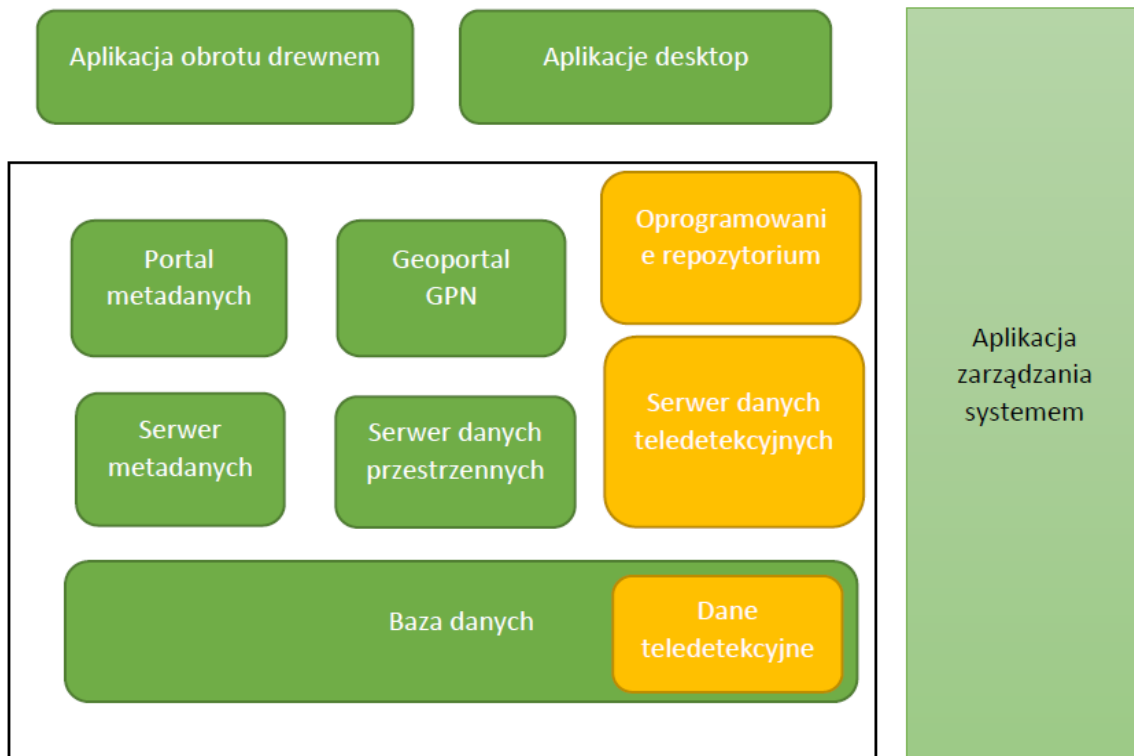 Aplikacja obrotu drewnem
Aplikacje desktop
Oprogramowani
e repozytorium
Portal
metadanych
Geoportal
GPN
Aplikacja
zarządzania
systemem
Serwer
metadanych
Serwer danych
przestrzennych
Serwer danych
teledetekcyjnych
Baza danych
Dane
teledetekcyjne